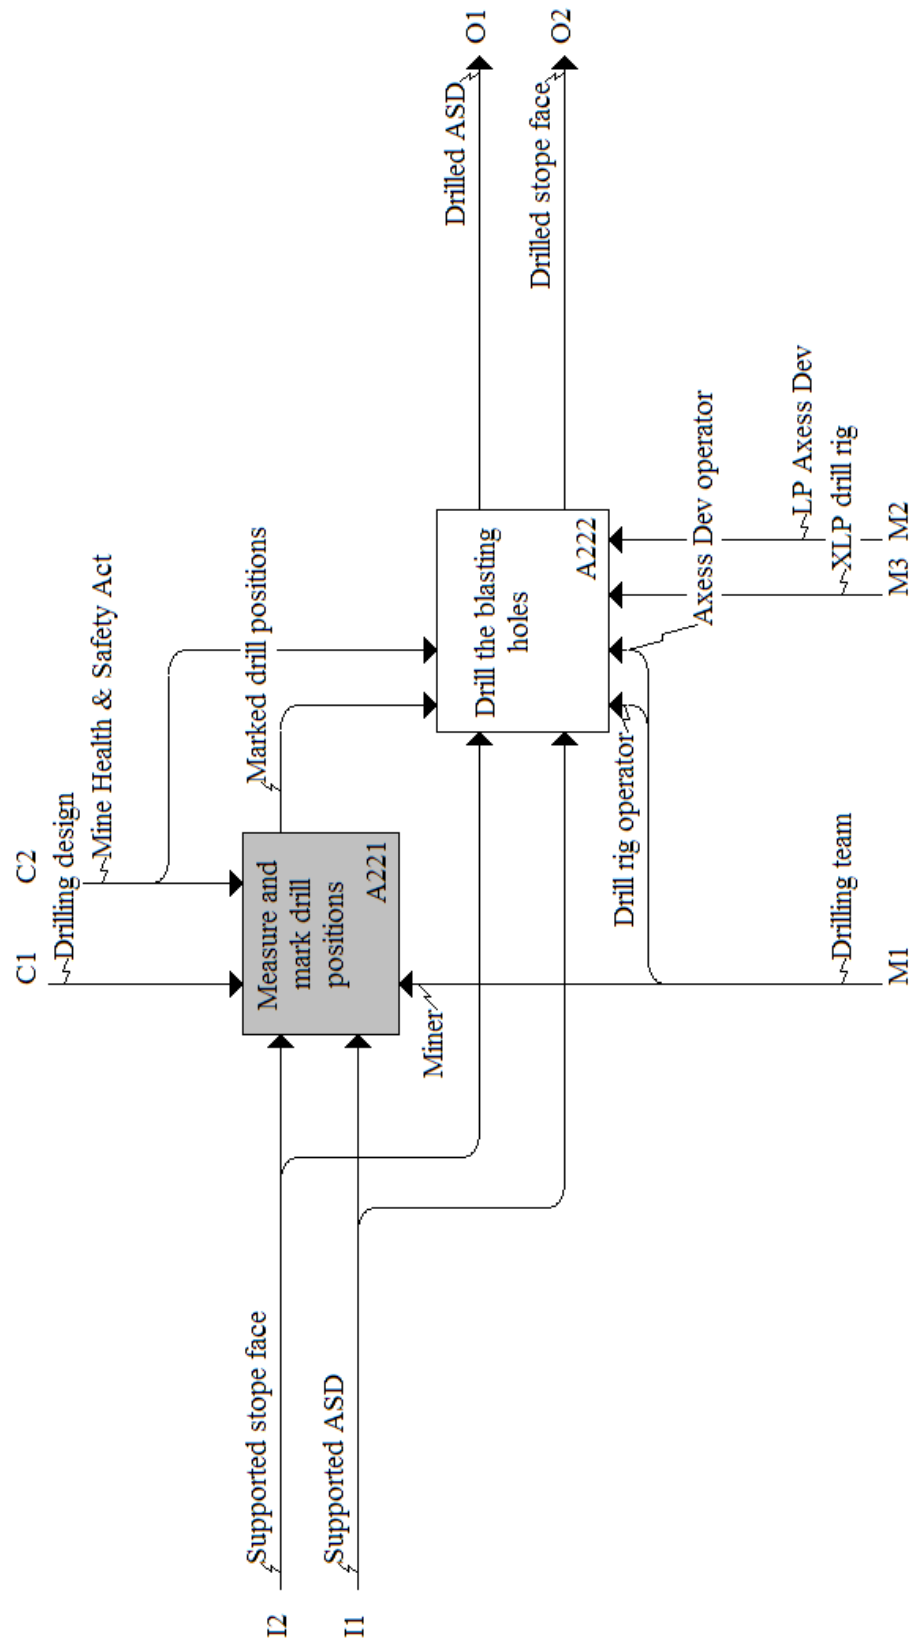 C1
C2
Drilling design
Mine Health & Safety Act
I2
Supported stope face
I1
Supported ASD
Measure and
mark drill
positions
A221
Marked drill positions
Miner
Drill the blasting
holes
A222
Drilled ASD
O1
Drilled stope face
O2
Drill rig operator
Axess Dev operator
Drilling team
XLP drill rig
LP Axess Dev
M1
M3
M2